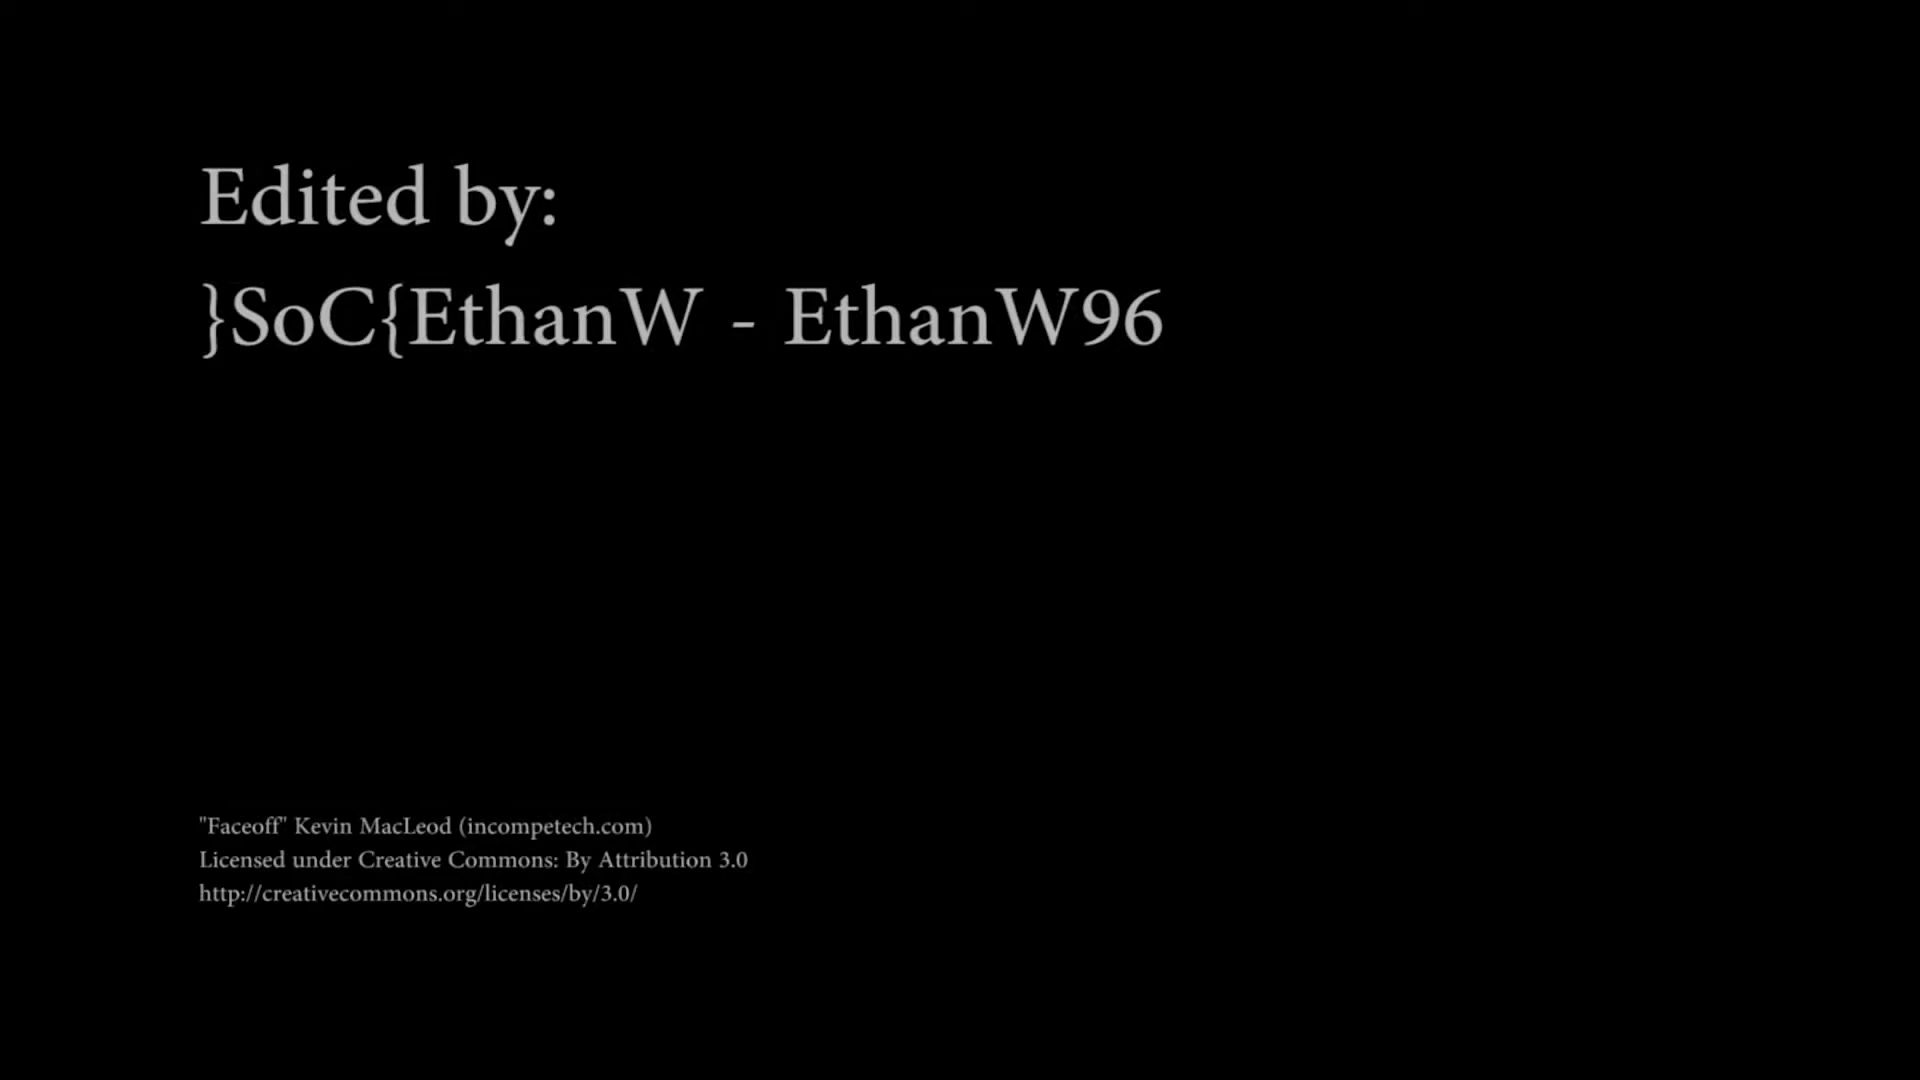 Edited by:
}SoC{EthanW - EthanW96
"Faceoff" Kevin MacLeod (incompetech.com)
Licensed under Creative Commons: By Attribution 3.0
http://creativecommons.org/licenses/by/3.0/